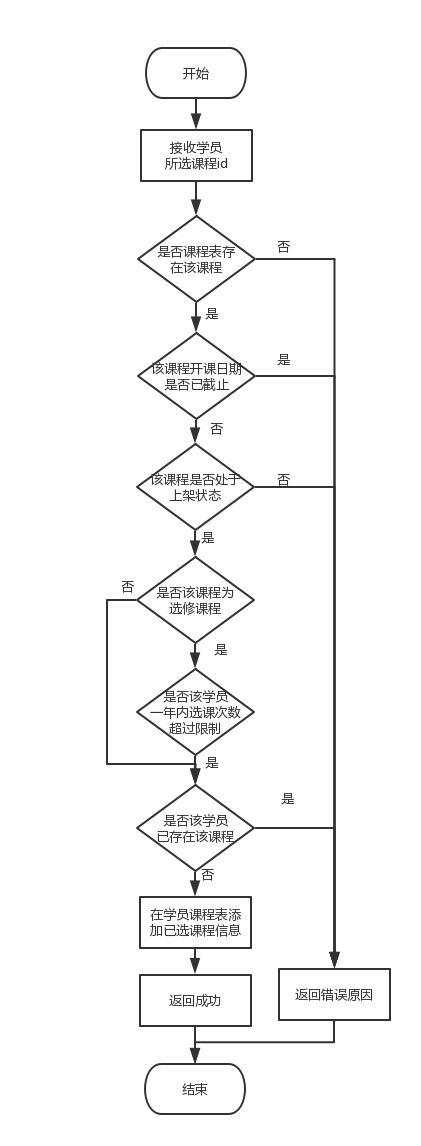 开始
接收学员
所选课程id
是否课程表存
在该课程
否
是
该课程开课日期
是否已截止
是
否
该课程是否处于
上架状态
否
是
是否该课程为
选修课程
否
是
是否该学员
一年内选课次数
超过限制
是
是否该学员
已存在该课程
是
否
在学员课程表添
加已选课程信息
返回成功
返回错误原因
结束